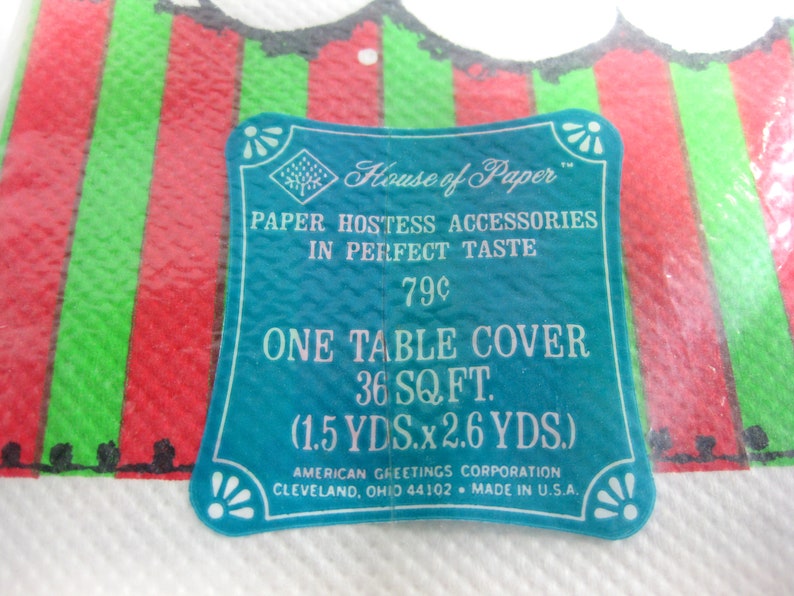 House of Paper™
PAPER HOSTESS ACCESSORIES
IN PERFECT TASTE
79¢
ONE TABLE COVER
36 SQ. FT.
(1.5 YDS. x 2.6 YDS.)
AMERICAN GREETINGS CORPORATION
CLEVELAND, OHIO 44102 • MADE IN U.S.A.